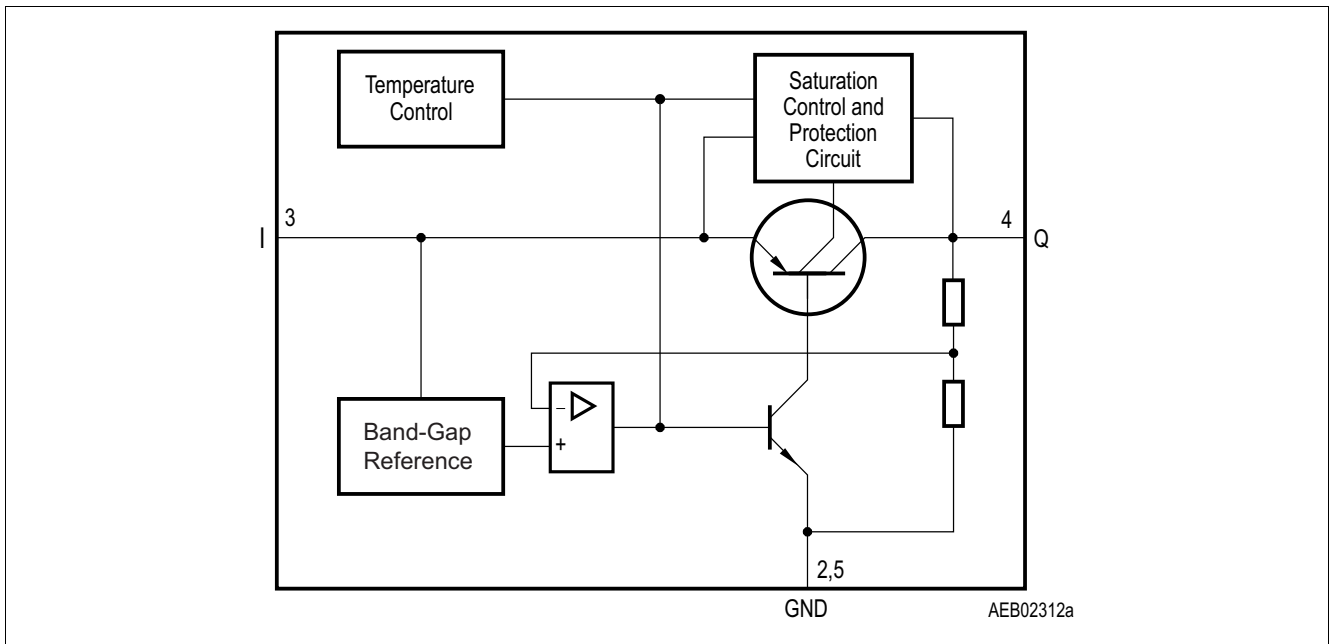 Temperature
Control
Saturation
Control and
Protection
Circuit
3
4
I
Q
Band-Gap
Reference
−
+
2,5
GND
AEB02312a